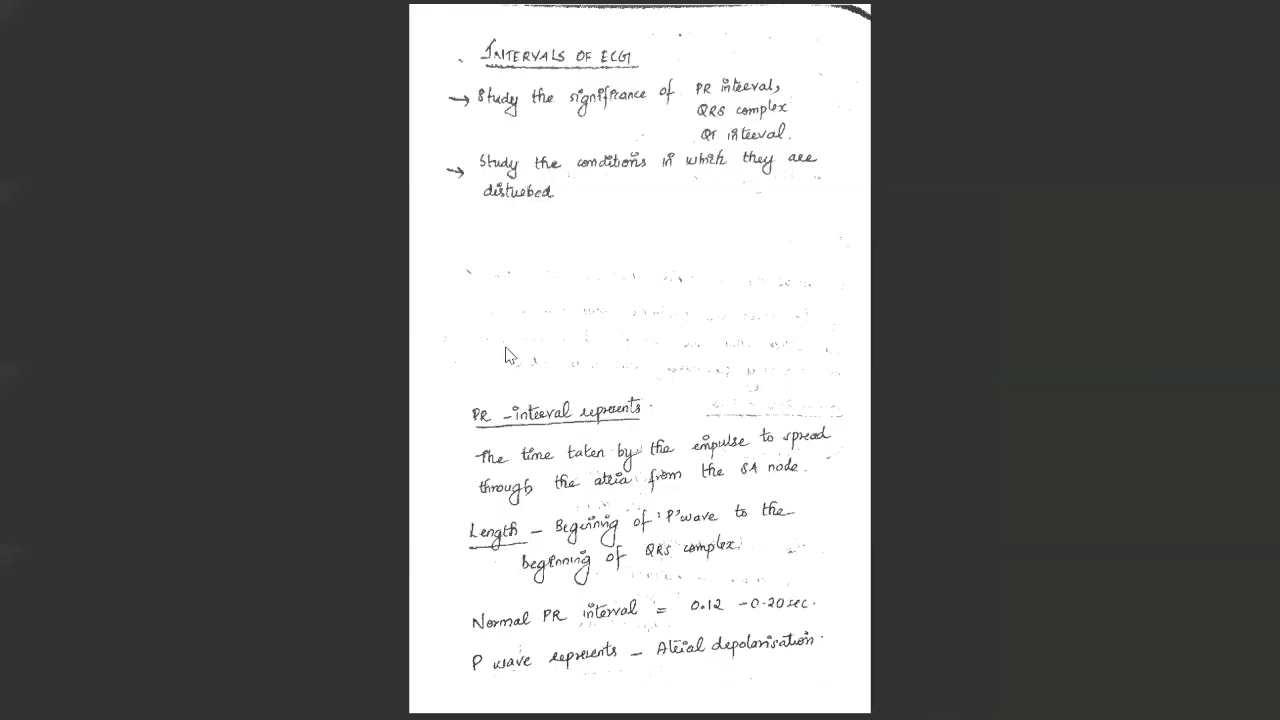 INTERVALS OF ECG
→ Study the significance of PR interval,
QRS complex
QT interval.
→ Study the conditions in which they are
disturbed.
PR - interval represents.
The time taken by the impulse to spread
through the atria from the SA node.
Length - Beginning of 'P' wave to the
beginning of QRS complex.
Normal PR interval = 0.12 - 0.20 sec.
P wave represents - Atrial depolarisation.